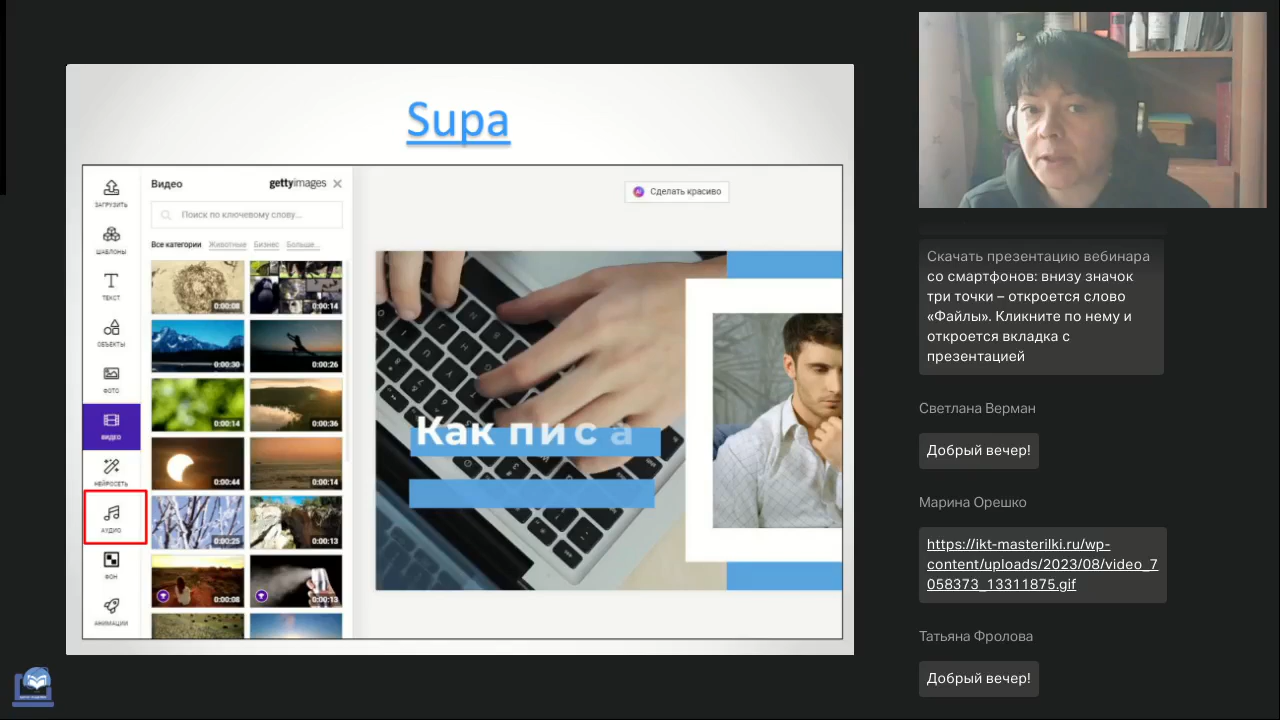 Supa
ЗАГРУЗИТЬ
ШАБЛОНЫ
ТЕКСТ
ОБЪЕКТЫ
ФОТО
ВИДЕО
НЕЙРОСЕТЬ
АУДИО
ФОН
АНИМАЦИИ
Видео
gettyimages
Поиск по ключевому слову...
Все категории Животные Бизнес Больше...
0:00:08 0:00:14
0:00:30 0:00:26
0:00:14 0:00:36
0:00:44 0:00:14
0:00:25 0:00:13
0:00:08 0:00:13
AI Сделать красиво
Как писа
Скачать презентацию вебинара
со смартфонов: внизу значок
три точки – откроется слово
«Файлы». Кликните по нему и
откроется вкладка с
презентацией
Светлана Верман
Добрый вечер!
Марина Орешко
https://ikt-masterilki.ru/wp-
content/uploads/2023/08/video_7
058373_13311875.gif
Татьяна Фролова
Добрый вечер!